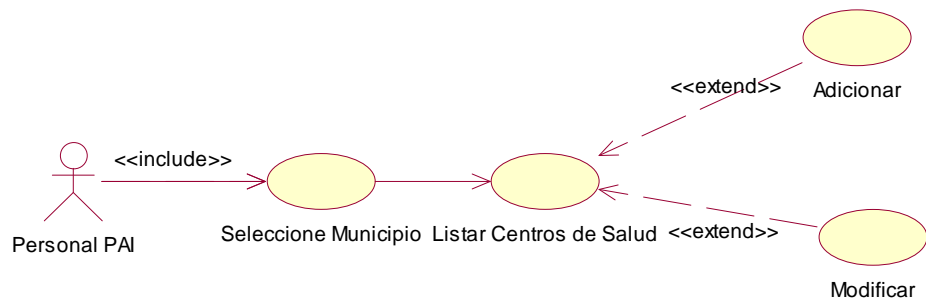 <<extend>>
Adicionar
<<include>>
Personal PAI
Seleccione Municipio
Listar Centros de Salud
<<extend>>
Modificar